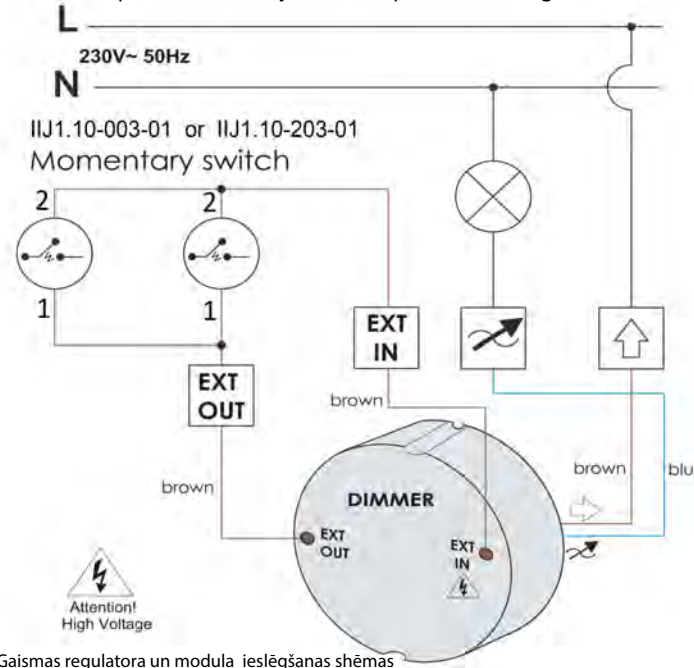 L
230V~ 50Hz
N
IIJ1.10-003-01 or IIJ1.10-203-01
Momentary switch
2
2
1
1
EXT
IN
EXT
OUT
brown
brown
brown
blu
DIMMER
EXT
OUT
EXT
IN
Attention!
High Voltage
Gaismas regulatora un moduļa ieslēgšanas shēmas